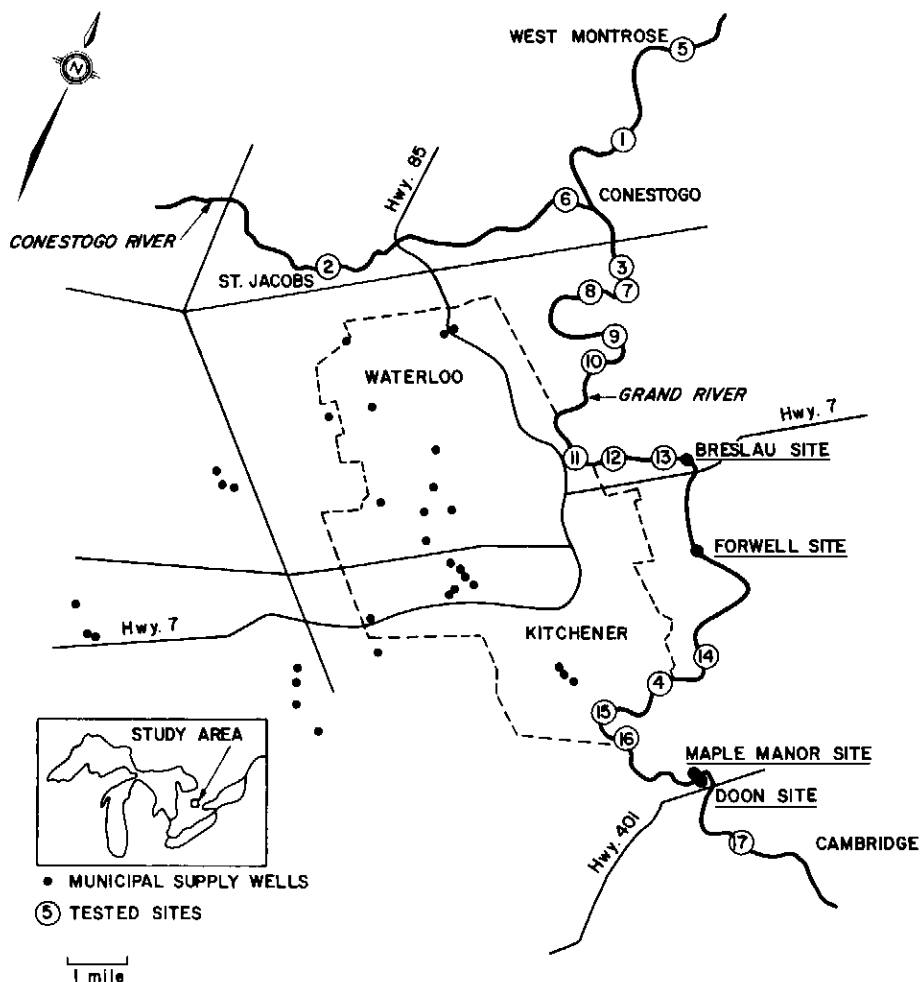 WEST MONTROSE
5
N
1
Hwy. 85
6
CONESTOGO
CONESTOGO RIVER
2
ST. JACOBS
3
8
7
9
WATERLOO
10
GRAND RIVER
Hwy. 7
11
12
13
BRESLAU SITE
FORWELL SITE
Hwy. 7
KITCHENER
14
4
15
16
STUDY AREA
MAPLE MANOR SITE
DOON SITE
Hwy. 401
17
CAMBRIDGE
MUNICIPAL SUPPLY WELLS
5 TESTED SITES
1 mile